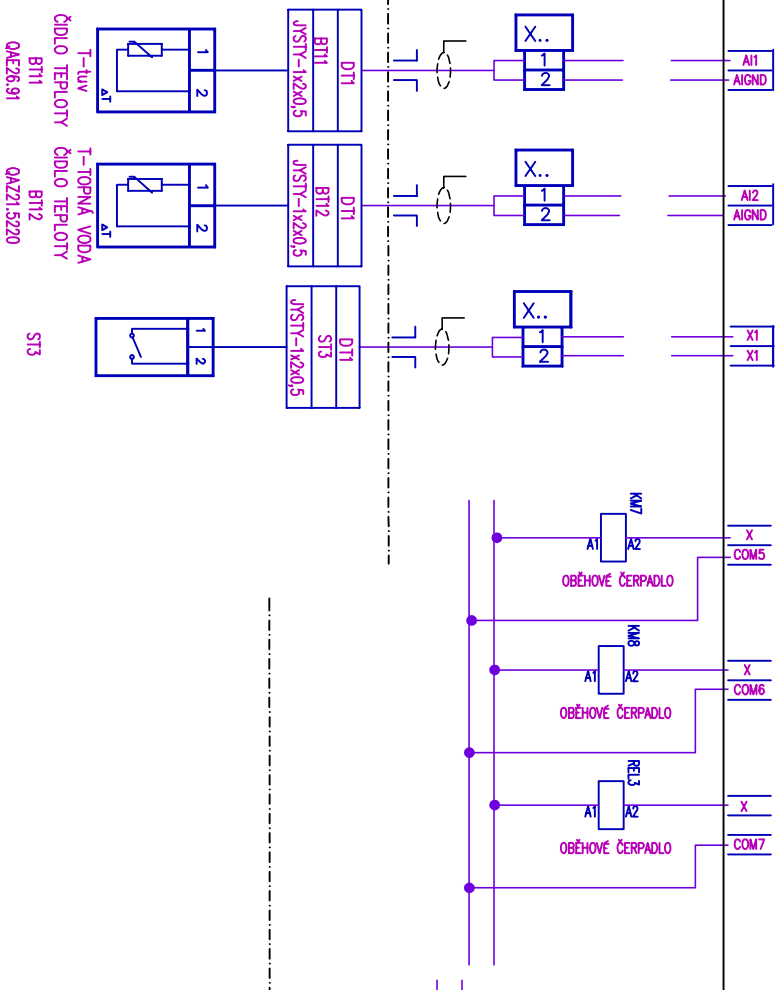 T-tuv
ČIDLO TEPLOTY
BT11
QAE26.91
1
2
ΔT
DT1
BT11
JYSTY-1x2x0,5
X..
1
2
AI1
AIGND
T-TOPNÁ VODA
ČIDLO TEPLOTY
BT12
QAZ21.5220
1
2
ΔT
DT1
BT12
JYSTY-1x2x0,5
X..
1
2
AI2
AIGND
ST3
1
2
DT1
ST3
JYSTY-1x2x0,5
X..
1
2
X1
X1
KM7
A1
A2
OBĚHOVÉ ČERPADLO
X
COM5
KM8
A1
A2
OBĚHOVÉ ČERPADLO
X
COM6
REL3
A1
A2
OBĚHOVÉ ČERPADLO
X
COM7